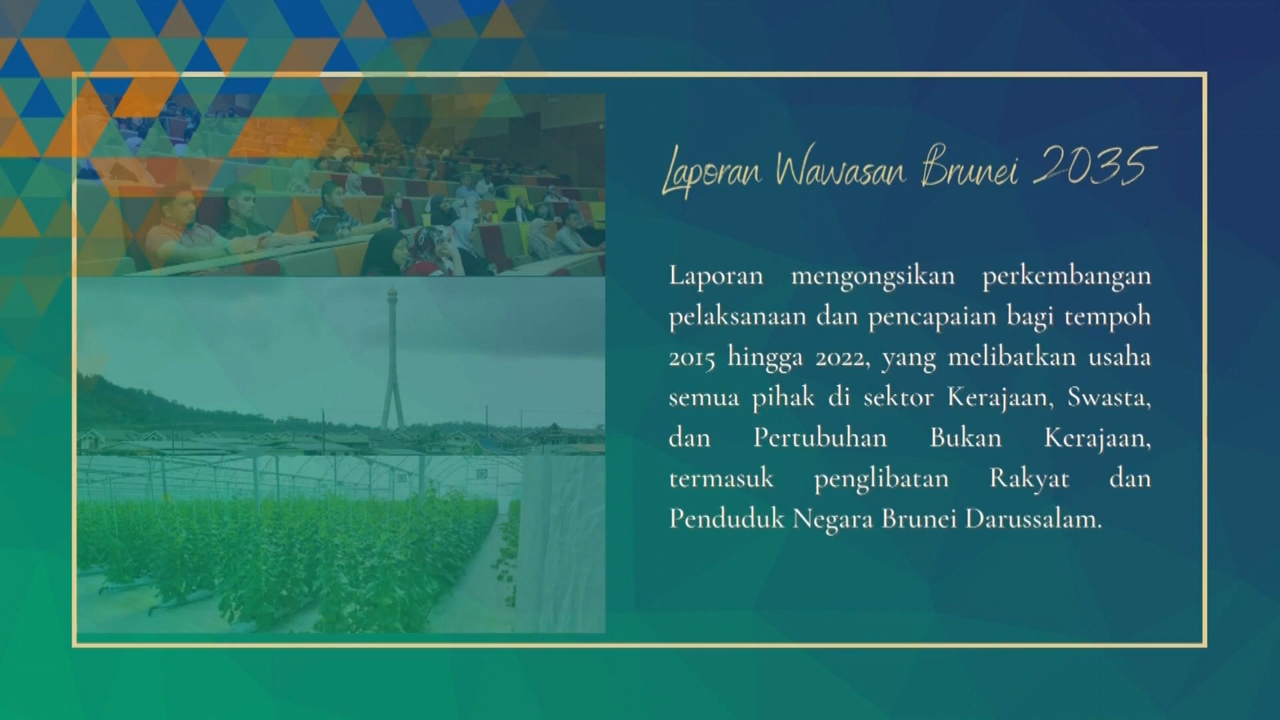 Laporan Wawasan Brunei 2035
Laporan mengongsikan perkembangan
pelaksanaan dan pencapaian bagi tempoh
2015 hingga 2022, yang melibatkan usaha
semua pihak di sektor Kerajaan, Swasta,
dan Pertubuhan Bukan Kerajaan,
termasuk penglibatan Rakyat dan
Penduduk Negara Brunei Darussalam.